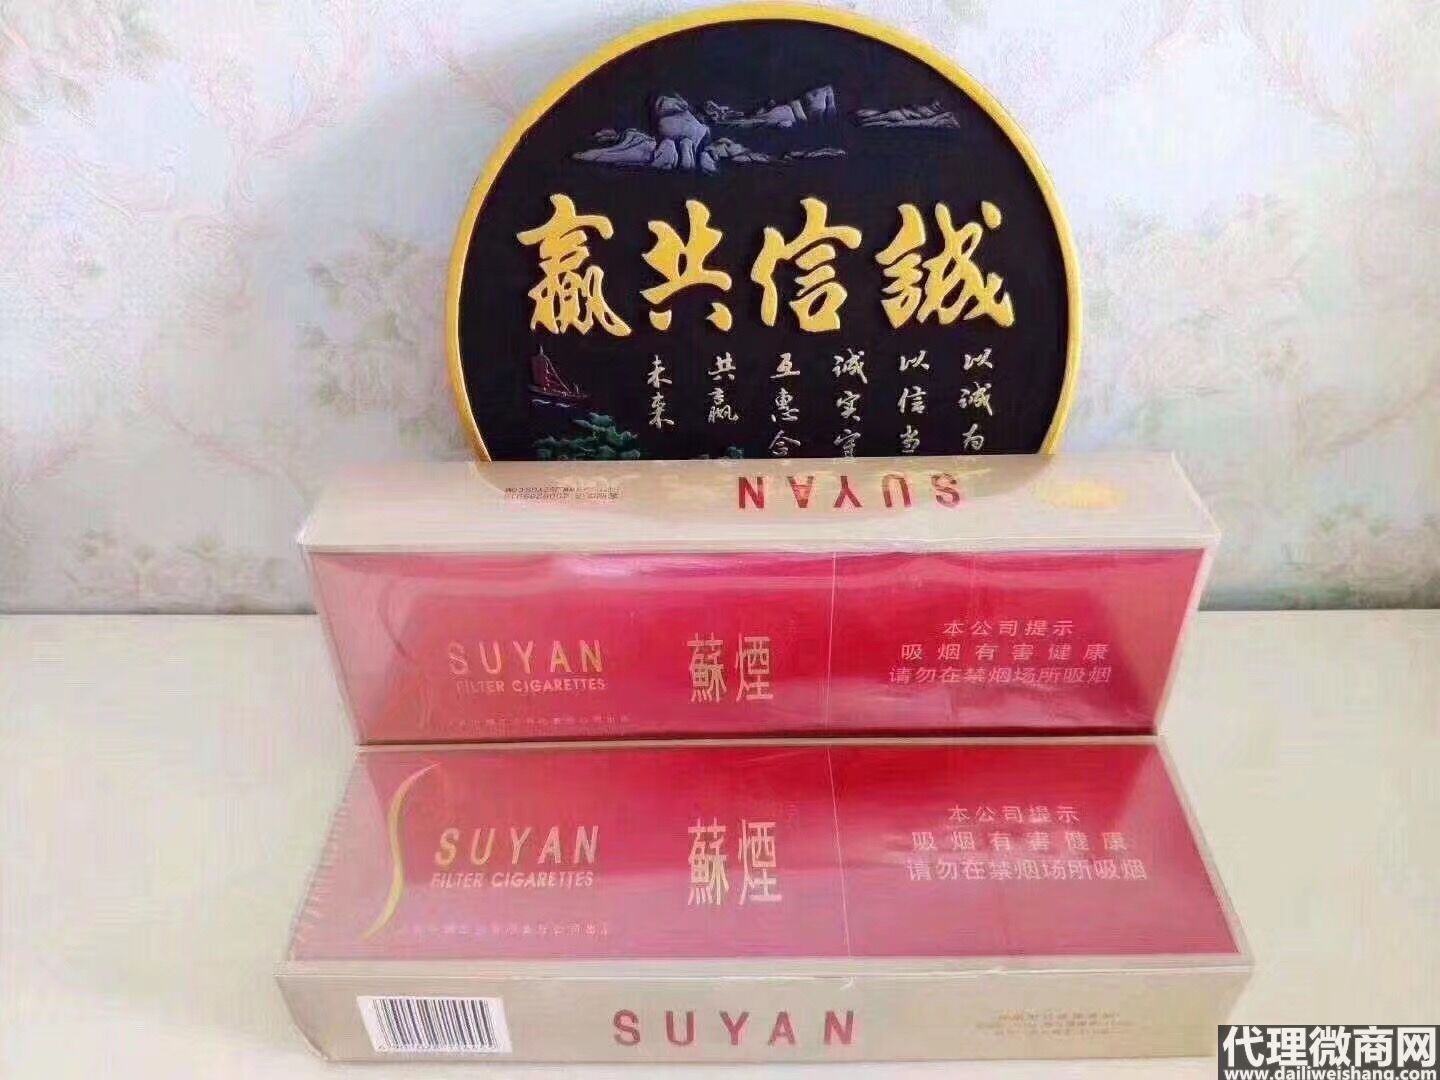 誠信共赢
以诚为
以信当
诚实守
互惠合
共赢
未来
SUYAN
SUYAN
FILTER CIGARETTES
蘇煙
本公司提示
吸烟有害健康
请勿在禁烟场所吸烟
SUYAN
FILTER CIGARETTES
蘇煙
本公司提示
吸烟有害健康
请勿在禁烟场所吸烟
SUYAN
代理微商网
www.dailiweishang.com